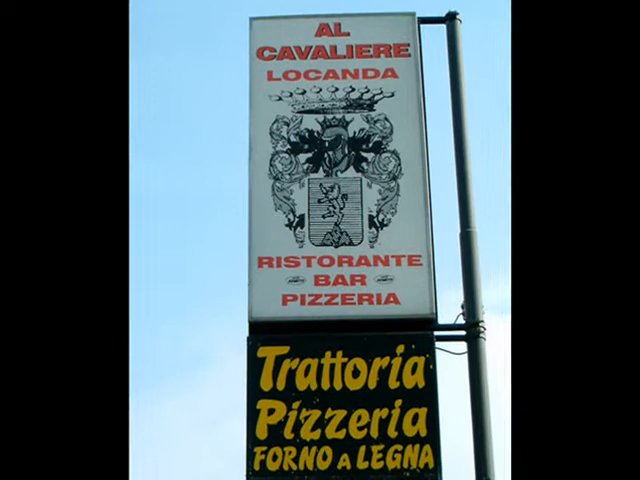 AL
CAVALIERE
LOCANDA
RISTORANTE
BAR
PIZZERIA
Trattoria
Pizzeria
FORNO A LEGNA